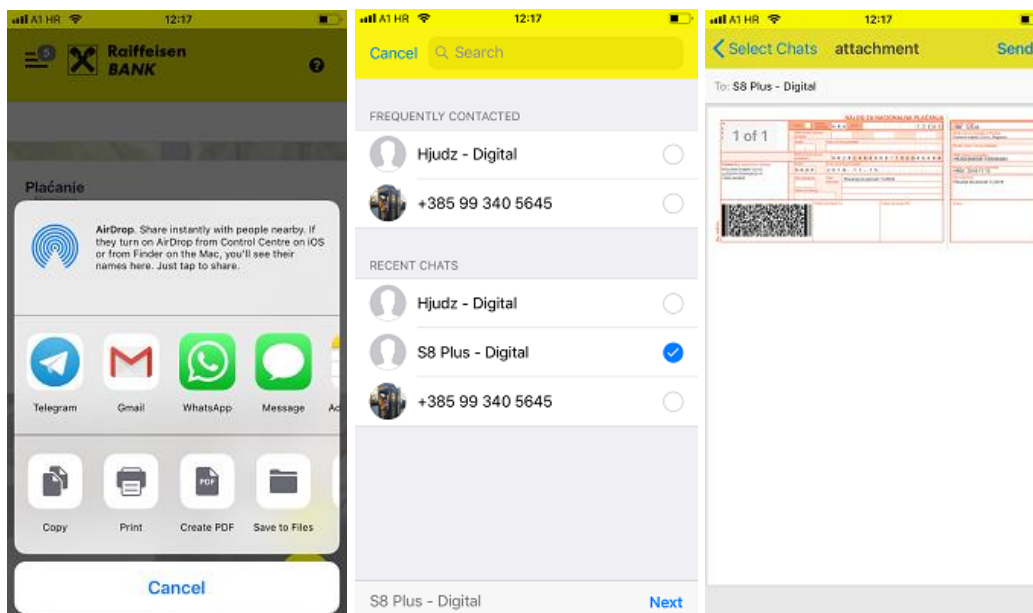 A1 HR 12:17
5
Raiffeisen
BANK
?
Plaćanje
AirDrop. Share instantly with people nearby. If
they turn on AirDrop from Control Centre on iOS
or from Finder on the Mac, you'll see their
names here. Just tap to share.
Telegram
Gmail
WhatsApp
Message
Copy
Print
PDF
Create PDF
Save to Files
Cancel
A1 HR 12:17
Cancel
Search
FREQUENTLY CONTACTED
Hjudz - Digital
+385 99 340 5645
RECENT CHATS
Hjudz - Digital
S8 Plus - Digital
+385 99 340 5645
S8 Plus - Digital
Next
A1 HR 12:17
Select Chats
attachment
Send
To: S8 Plus - Digital
NALOG ZA NACIONALNA PLAĆANJA
1 of 1